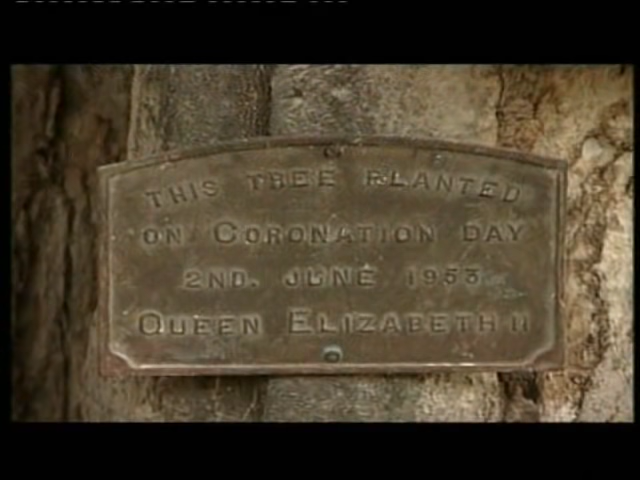 THIS TREE PLANTED
ON CORONATION DAY
2ND. JUNE 1953
QUEEN ELIZABETH II